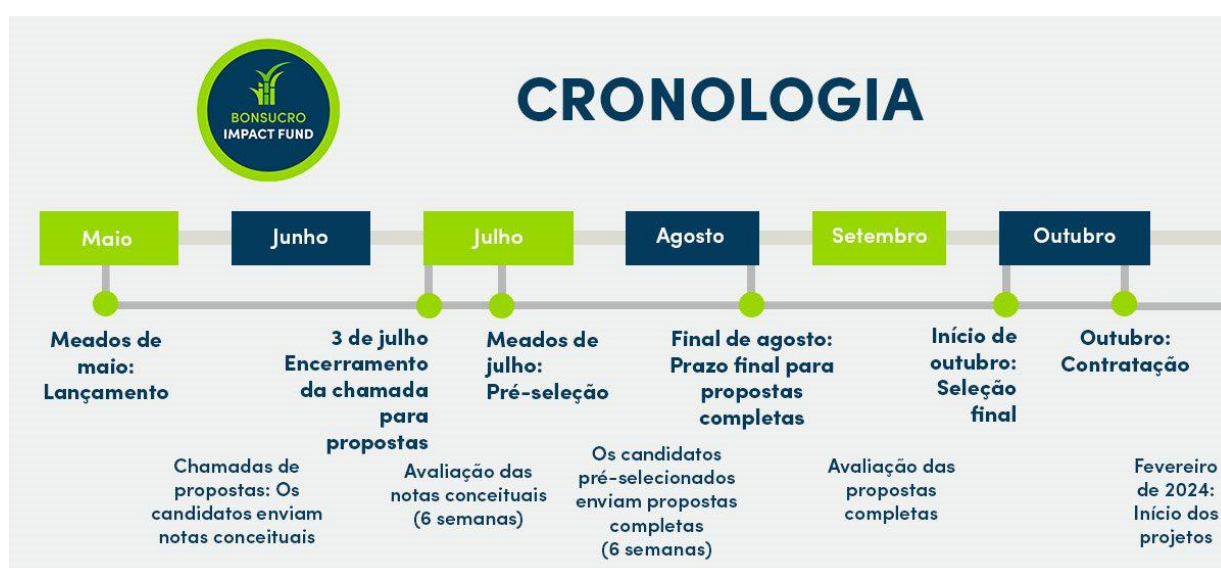 BONSUCRO
IMPACT FUND
CRONOLOGIA
Maio
Junho
Julho
Agosto
Setembro
Outubro
Meados de
maio:
Lançamento
3 de julho
Encerramento
da chamada
para
propostas
Meados de
julho:
Pré-seleção
Final de agosto:
Prazo final para
propostas
completas
Início de
outubro:
Seleção
final
Outubro:
Contratação
Chamadas de
propostas: Os
candidatos enviam
notas conceituais
Avaliação das
notas conceituais
(6 semanas)
Os candidatos
pré-selecionados
enviam propostas
completas
(6 semanas)
Avaliação das
propostas
completas
Fevereiro
de 2024:
Início dos
projetos